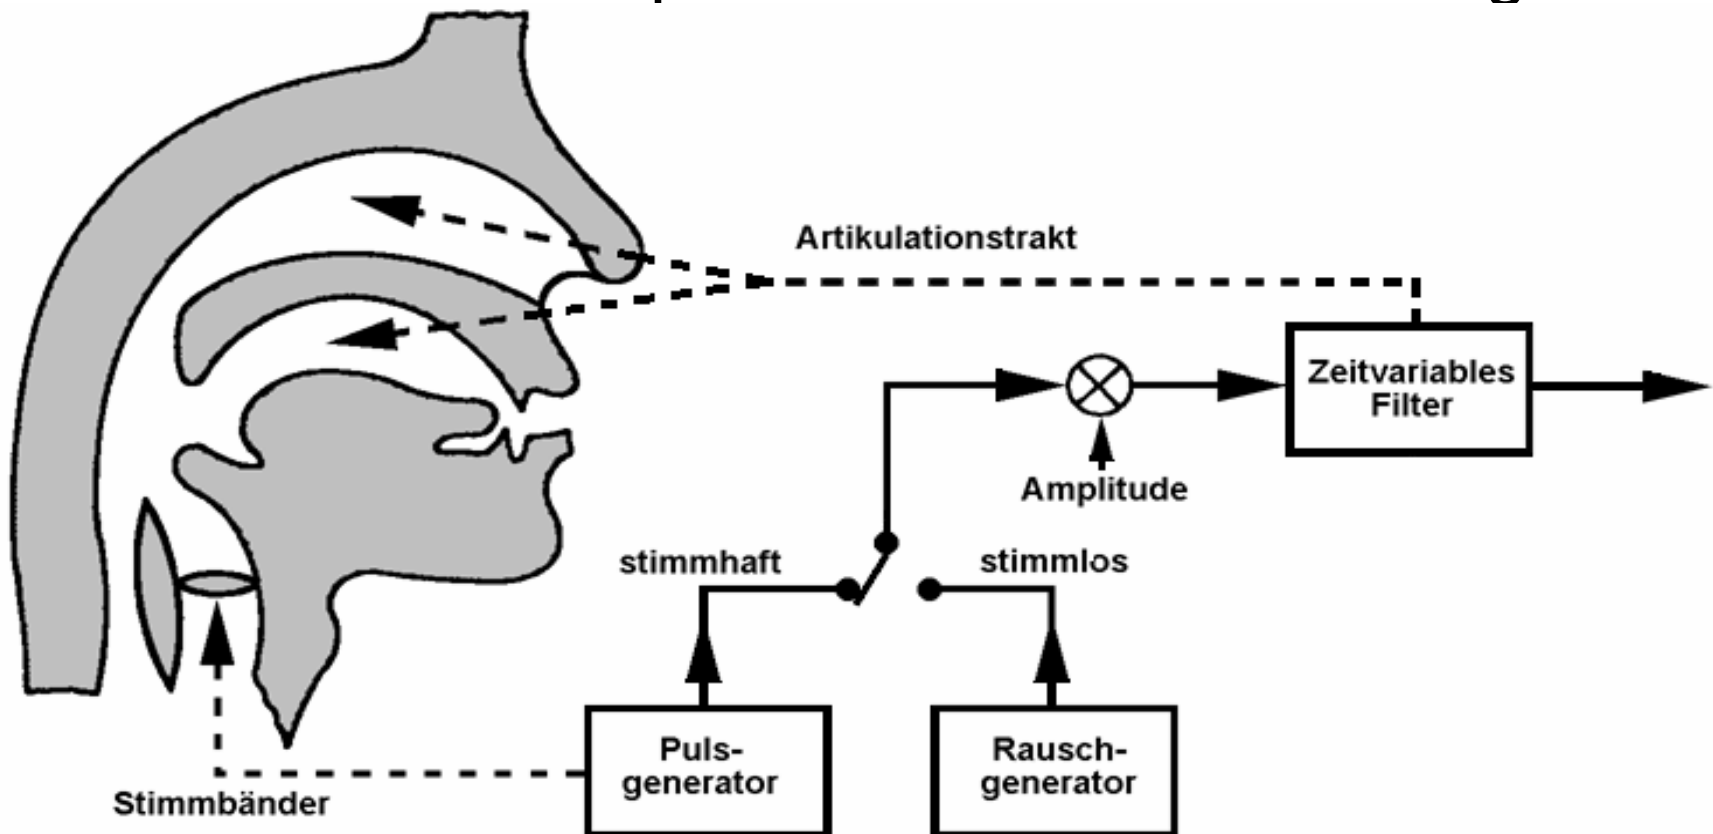 Artikulationstrakt
Zeitvariables
Filter
Amplitude
stimmhaft
stimmlos
Puls-
generator
Rausch-
generator
Stimmbänder